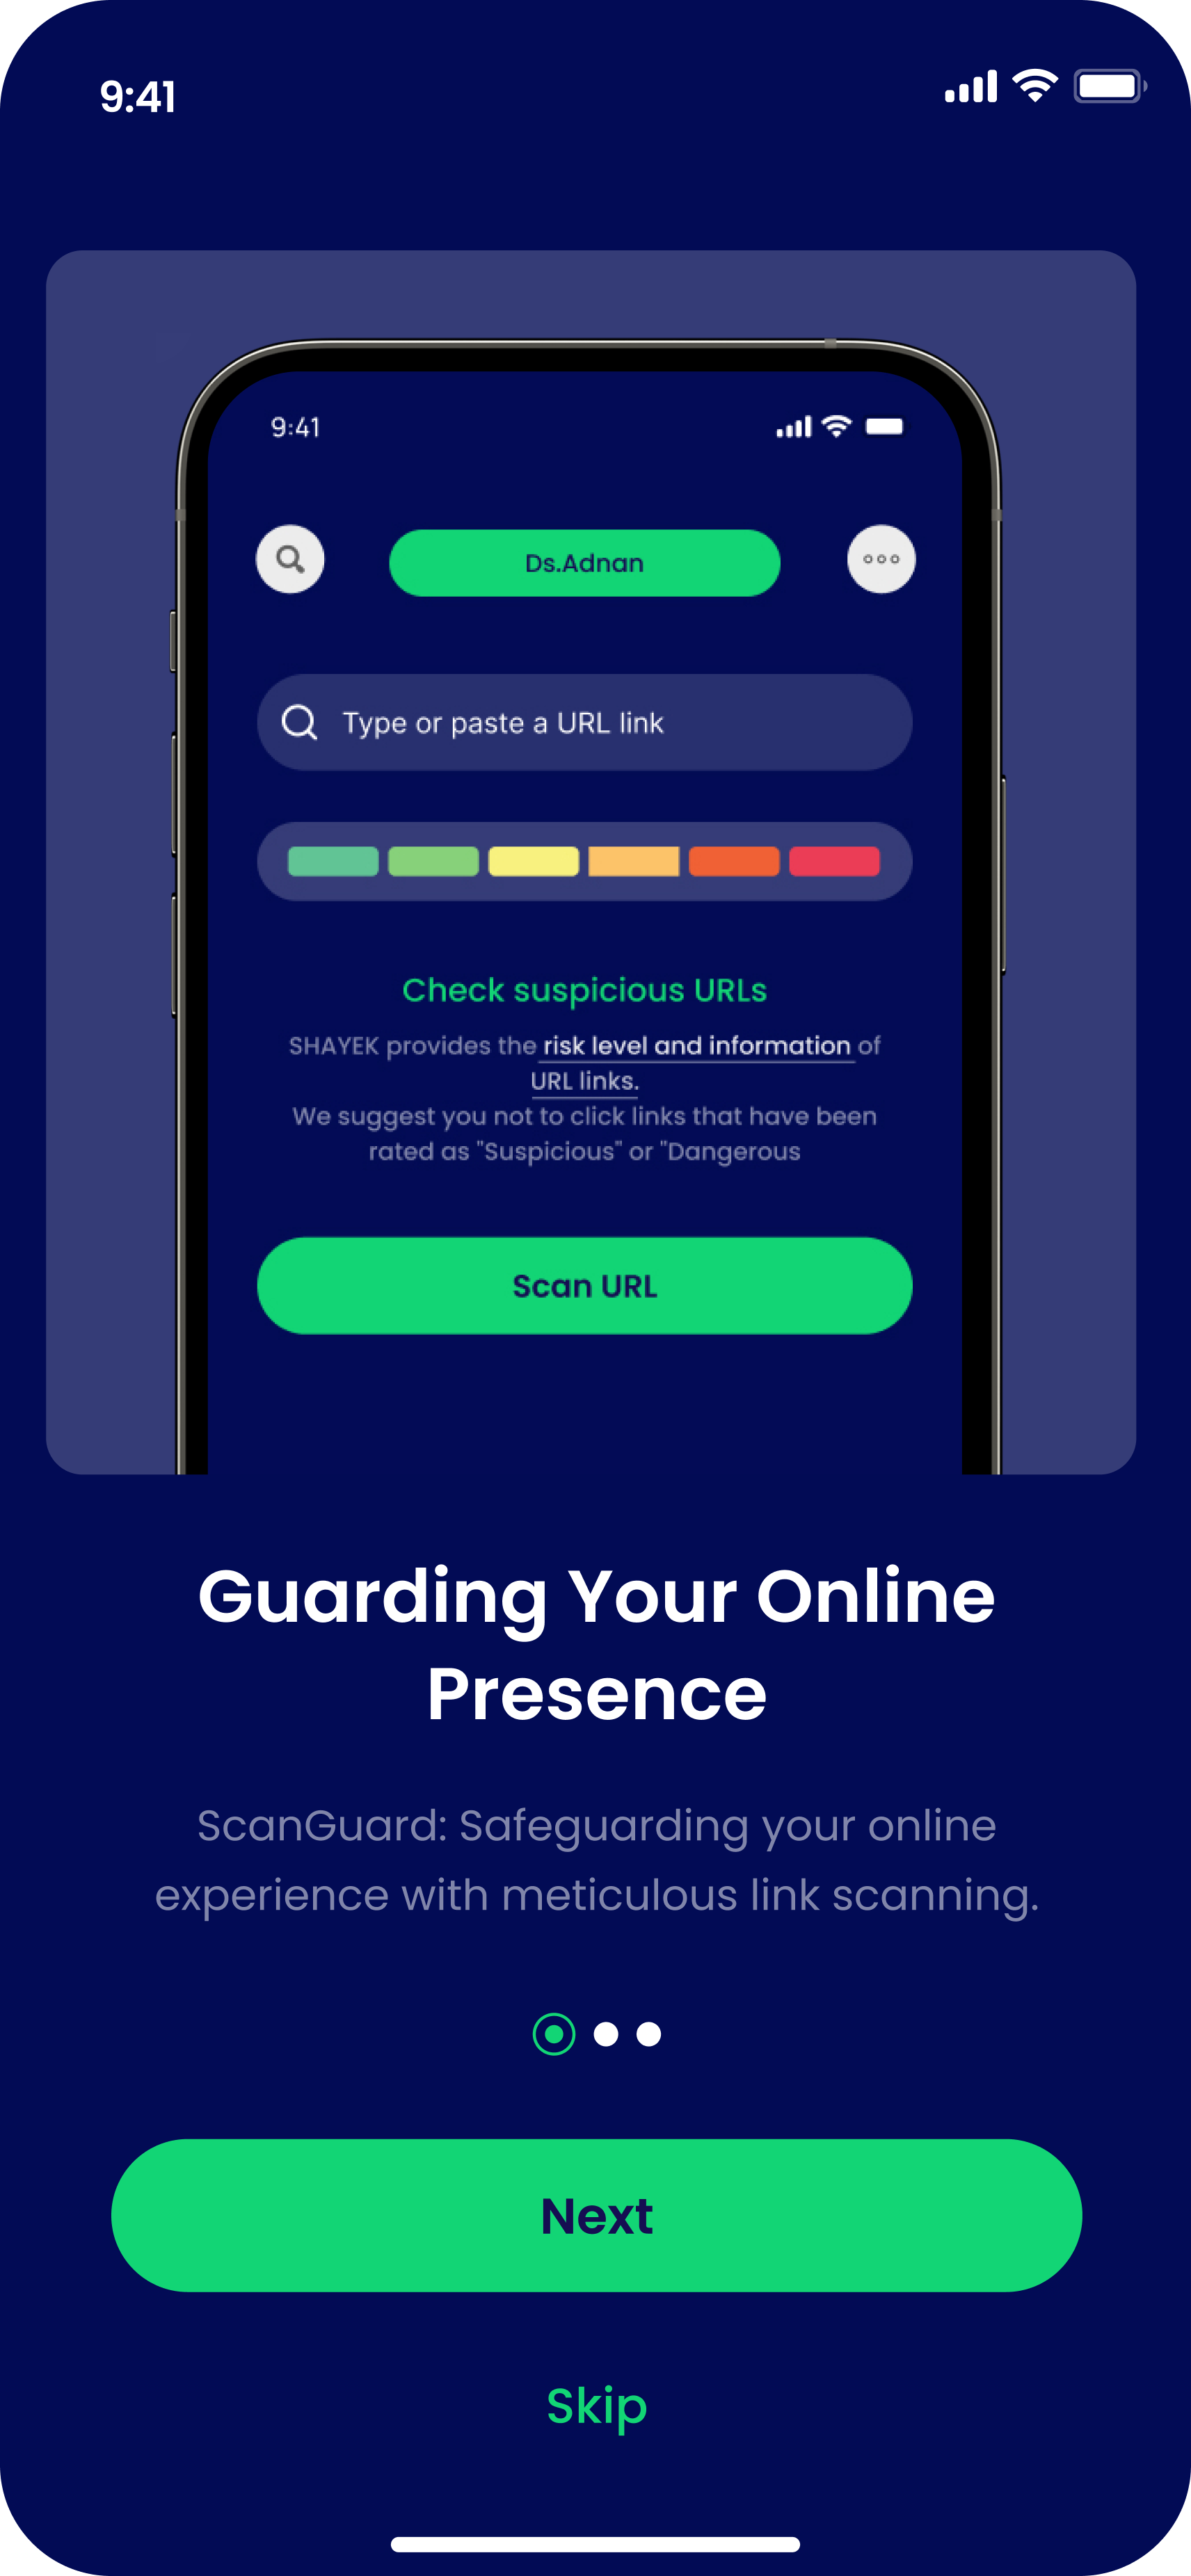 9:41
9:41
Ds.Adnan
Type or paste a URL link
Check suspicious URLs
SHAYEK provides the risk level and information of
URL links.
We suggest you not to click links that have been
rated as "Suspicious" or "Dangerous
Scan URL
Guarding Your Online
Presence
ScanGuard: Safeguarding your online
experience with meticulous link scanning.
Next
Skip